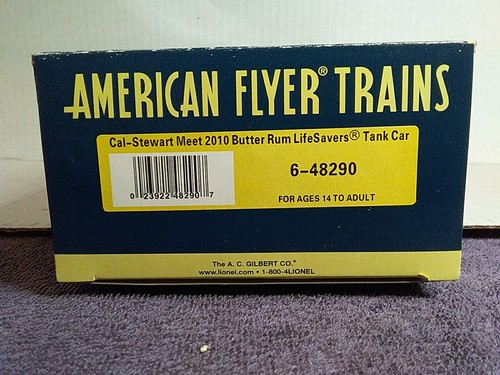 AMERICAN FLYER® TRAINS
Cal-Stewart Meet 2010 Butter Rum LifeSavers® Tank Car
6-48290
0 23922 48290 7
FOR AGES 14 TO ADULT
The A. C. GILBERT CO.®
www.lionel.com • 1-800-4LIONEL